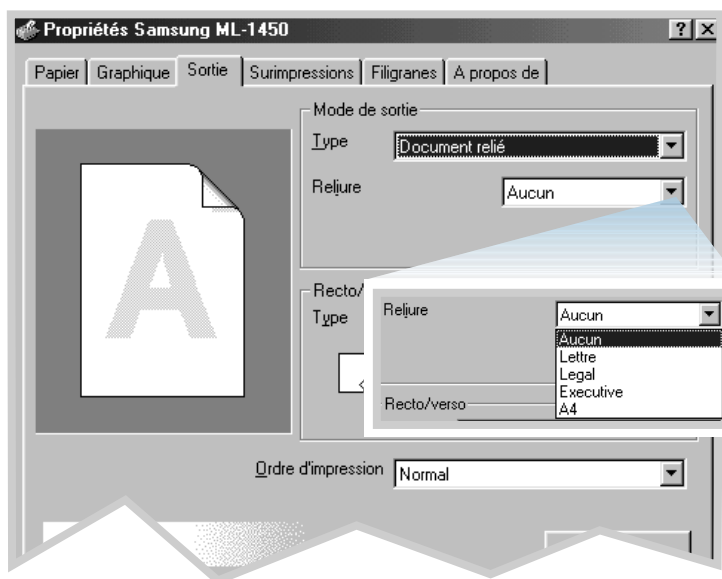 Propriétés Samsung ML-1450
Papier Graphique Sortie Surimpressions Filigranes A propos de
Mode de sortie
Type Document relié
Reliure Aucun
A
Recto/
Type
Reliure Aucun
Aucun
Lettre
Legal
Executive
A4
Recto/verso
Ordre d'impression Normal